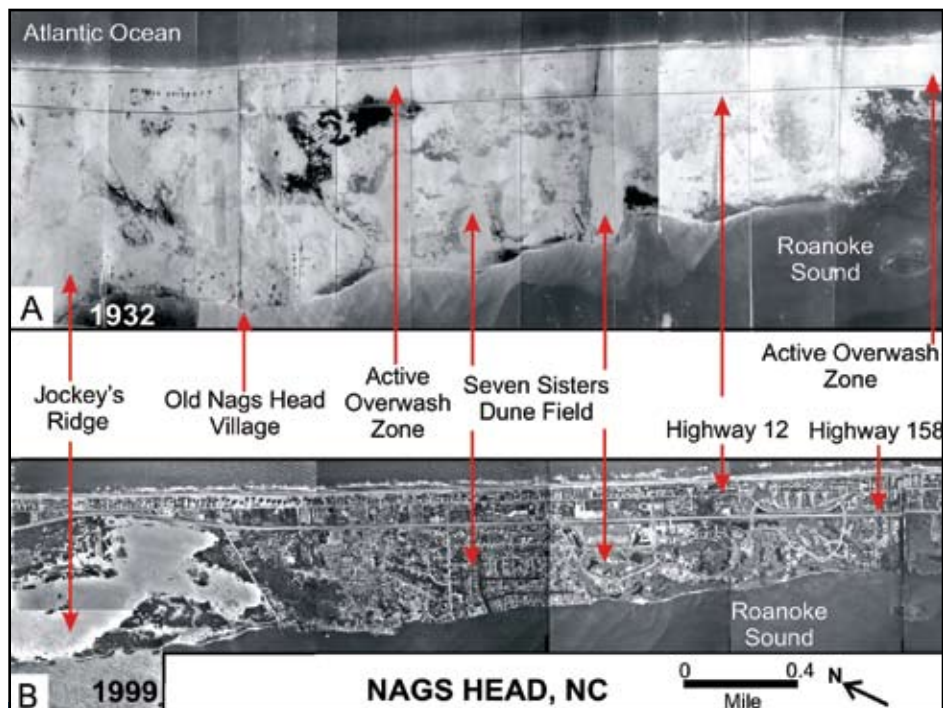 Atlantic Ocean
Roanoke
Sound
A
1932
Jockey's
Ridge
Old Nags Head
Village
Active
Overwash
Zone
Seven Sisters
Dune Field
Highway 12
Active Overwash
Zone
Highway 158
Roanoke
Sound
B
1999
NAGS HEAD, NC
0
0.4
Mile
N